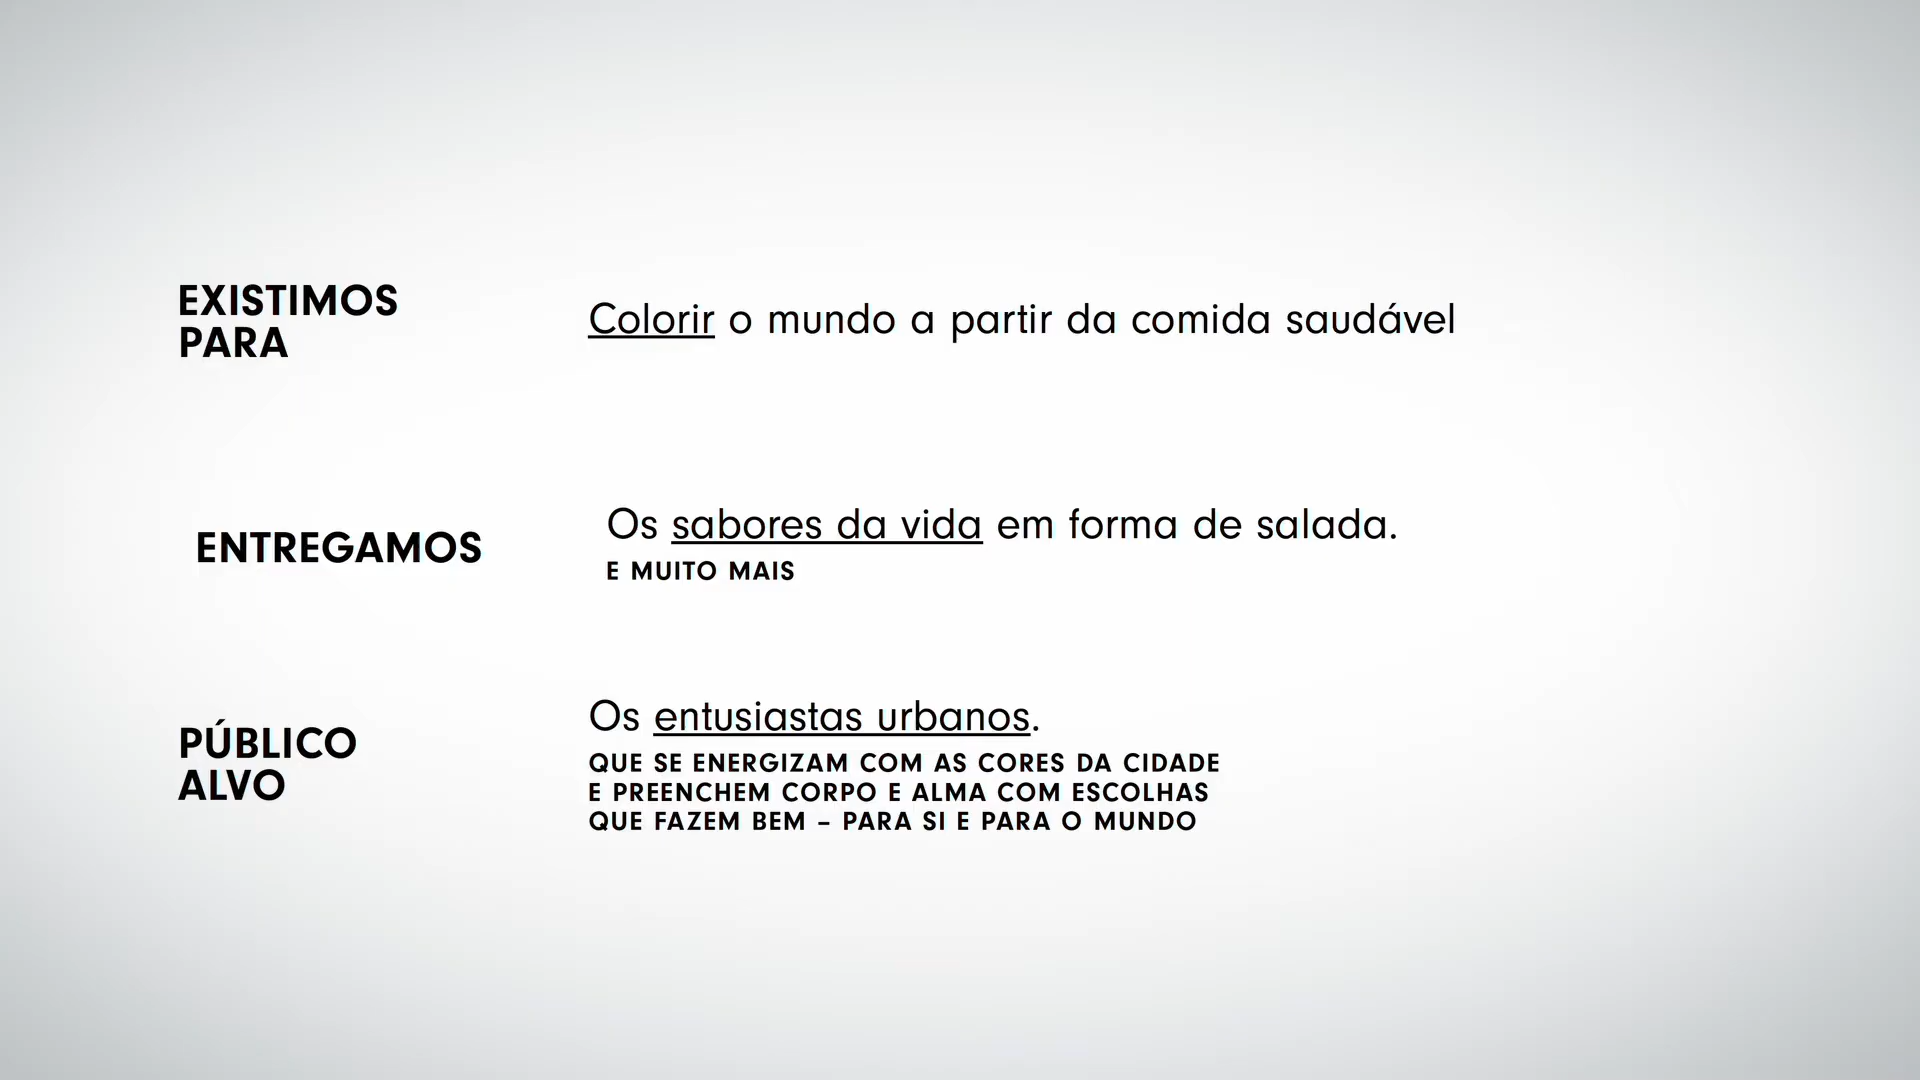 EXISTIMOS
PARA
Colorir o mundo a partir da comida saudável
ENTREGAMOS
Os sabores da vida em forma de salada.
E MUITO MAIS
PÚBLICO
ALVO
Os entusiastas urbanos.
QUE SE ENERGIZAM COM AS CORES DA CIDADE
E PREENCHEM CORPO E ALMA COM ESCOLHAS
QUE FAZEM BEM – PARA SI E PARA O MUNDO